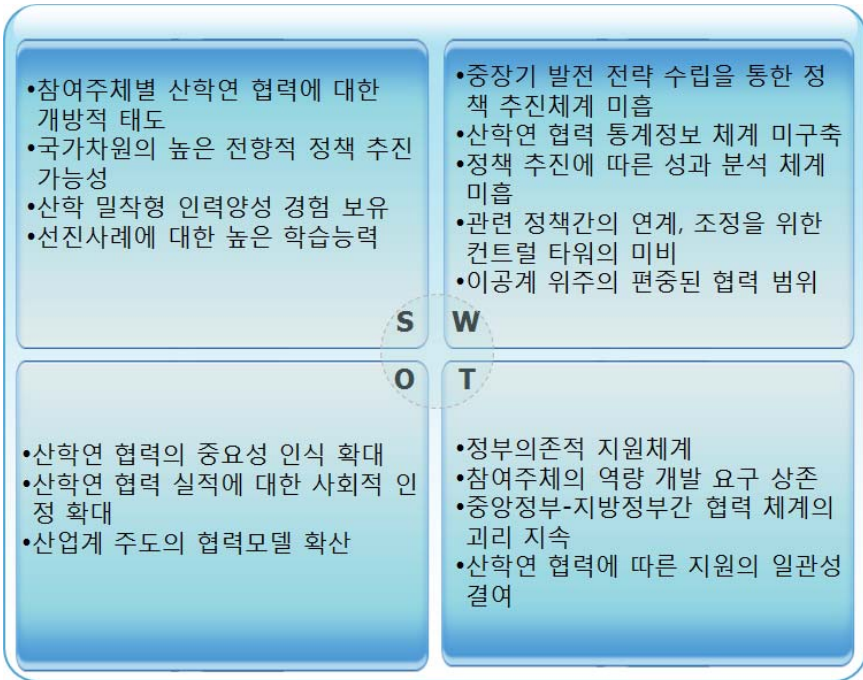 •참여주체별 산학연 협력에 대한
개방적 태도
•국가차원의 높은 전향적 정책 추진
가능성
•산학 밀착형 인력양성 경험 보유
•선진사례에 대한 높은 학습능력
•중장기 발전 전략 수립을 통한 정
책 추진체계 미흡
•산학연 협력 통계정보 체계 미구축
•정책 추진에 따른 성과 분석 체계
미흡
•관련 정책간의 연계, 조정을 위한
컨트럴 타워의 미비
•이공계 위주의 편중된 협력 범위
S W
O T
•산학연 협력의 중요성 인식 확대
•산학연 협력 실적에 대한 사회적 인
정 확대
•산업계 주도의 협력모델 확산
•정부의존적 지원체계
•참여주체의 역량 개발 요구 상존
•중앙정부-지방정부간 협력 체계의
괴리 지속
•산학연 협력에 따른 지원의 일관성
결여